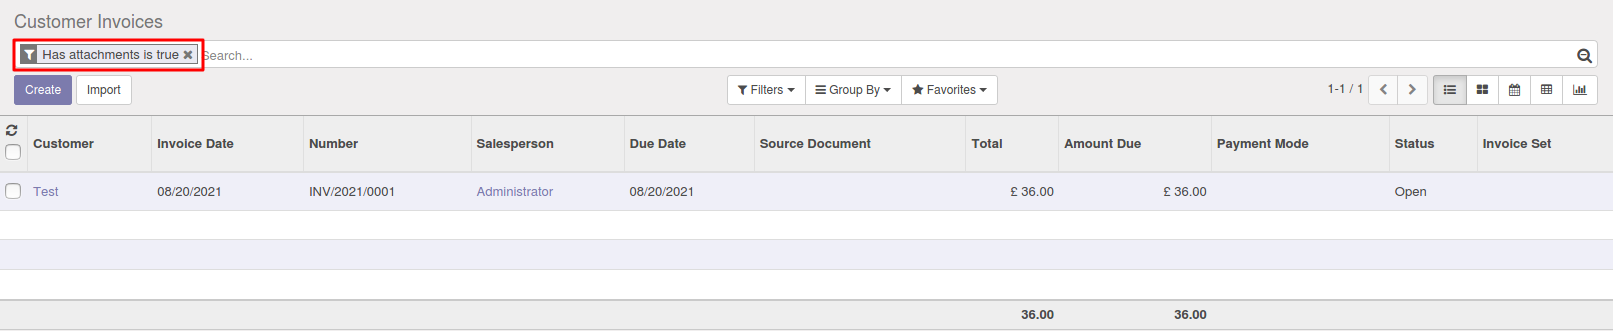 Customer Invoices
Has attachments is true ✖ Search...
Create Import Filters Group By Favorites 1-1 / 1
Customer Invoice Date Number Salesperson Due Date Source Document Total Amount Due Payment Mode Status Invoice Set
Test 08/20/2021 INV/2021/0001 Administrator 08/20/2021 £ 36.00 £ 36.00 Open
36.00 36.00